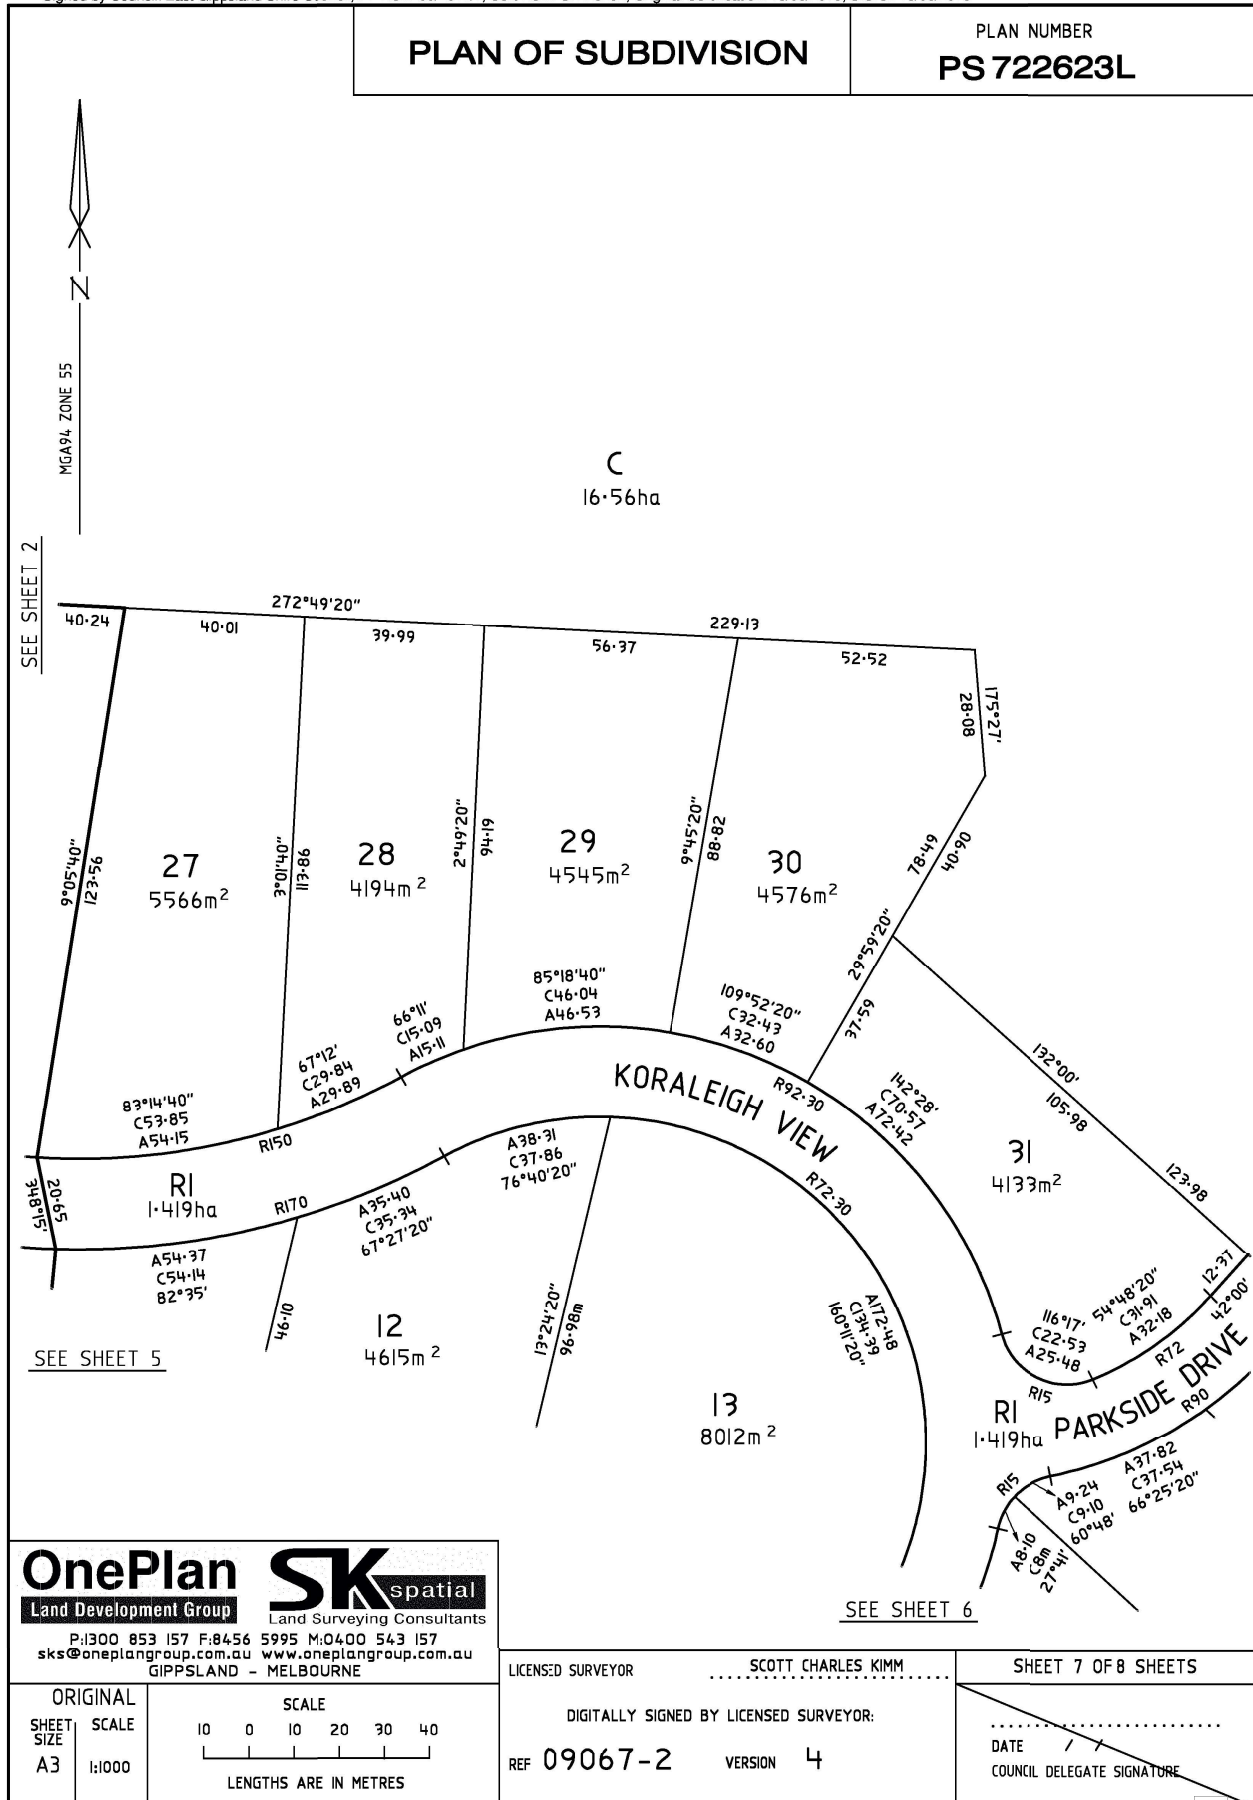 PLAN OF SUBDIVISION
PLAN NUMBER
PS 722623L
N
MGA94 ZONE 55
SEE SHEET 2
C
16·56ha
272°49'20"
229·13
40·24
40·01
39·99
56·37
52·52
175°27'
28·08
9°05'40"
123·56
27
5566m²
3°01'40"
113·86
28
4194m²
2°49'20"
94·19
29
4545m²
9°45'20"
88·82
30
4576m²
78·49
40·90
29°59'20"
37·59
83°14'40"
C53·85
A54·15
67°12'
C29·84
A29·89
66°11'
C15·09
A15·11
85°18'40"
C46·04
A46·53
109°52'20"
C32·43
A32·60
142°28'
C70·57
A72·42
132°00'
105·98
123·98
31
4133m²
KORALEIGH VIEW
R92·30
R72·30
R150
R170
R1
1·419ha
20·65
348°15'
A54·37
C54·14
82°35'
A35·40
C35·34
67°27'20"
A38·31
C37·86
76°40'20"
46·10
12
4615m²
13°24'20"
96·98m
13
8012m²
A172·48
C134·39
160°11'20"
116°17'
C22·53
A25·48
54°48'20"
C31·91
A32·18
12·37
42°00'
R15
R72
R90
R1
1·419ha
PARKSIDE DRIVE
R15
A37·82
C37·54
66°25'20"
A9·24
C9·10
60°48'
A8·10
C8m
27°41'
SEE SHEET 5
SEE SHEET 6
OnePlan
Land Development Group
SK spatial
Land Surveying Consultants
P:1300 853 157 F:8456 5995 M:0400 543 157
sks@oneplangroup.com.au www.oneplangroup.com.au
GIPPSLAND - MELBOURNE
ORIGINAL
SHEET SIZE
A3
SCALE
1:1000
SCALE
10 0 10 20 30 40
LENGTHS ARE IN METRES
LICENSED SURVEYOR SCOTT CHARLES KIMM
DIGITALLY SIGNED BY LICENSED SURVEYOR:
REF 09067-2 VERSION 4
SHEET 7 OF 8 SHEETS
DATE / /
COUNCIL DELEGATE SIGNATURE